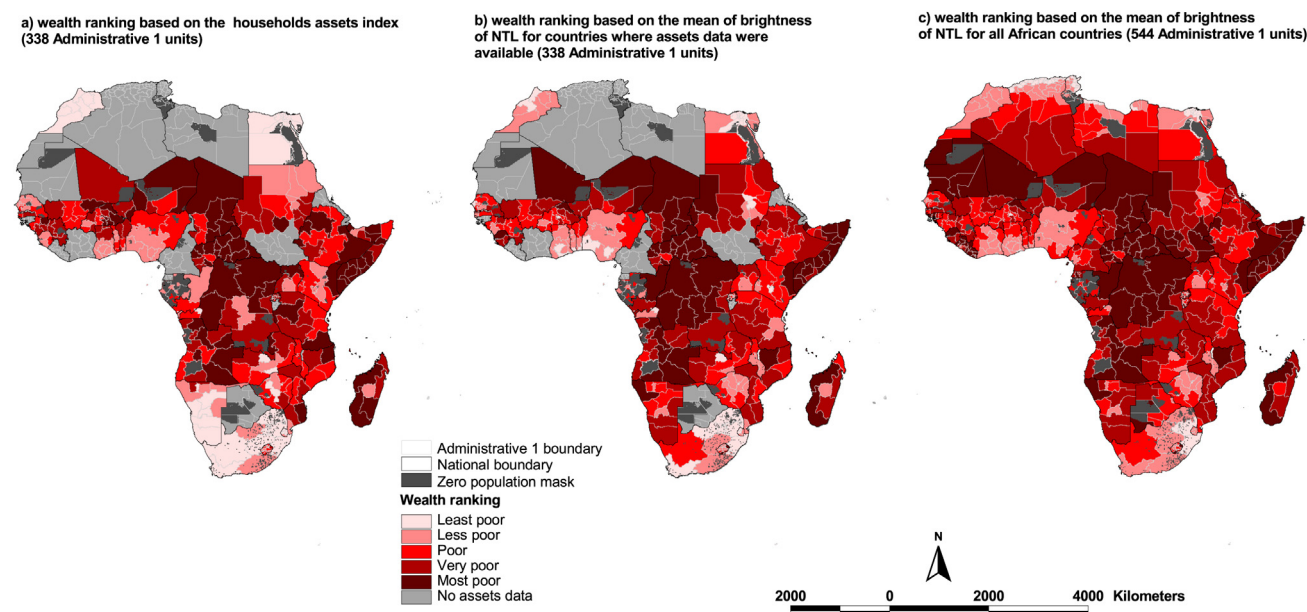 a) wealth ranking based on the households assets index
(338 Administrative 1 units)
b) wealth ranking based on the mean of brightness
of NTL for countries where assets data were
available (338 Administrative 1 units)
c) wealth ranking based on the mean of brightness
of NTL for all African countries (544 Administrative 1 units)
Administrative 1 boundary
National boundary
Zero population mask
Wealth ranking
Least poor
Less poor
Poor
Very poor
Most poor
No assets data
N
2000 0 2000 4000 Kilometers